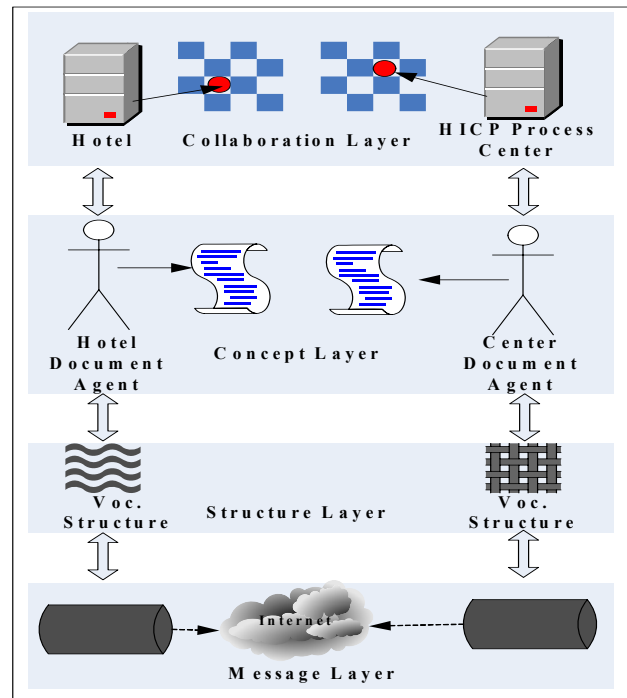 Hotel
Collaboration Layer
HICP Process
Center
Hotel
Document
Agent
Concept Layer
Center
Document
Agent
Voc.
Structure
Structure Layer
Voc.
Structure
Internet
Message Layer